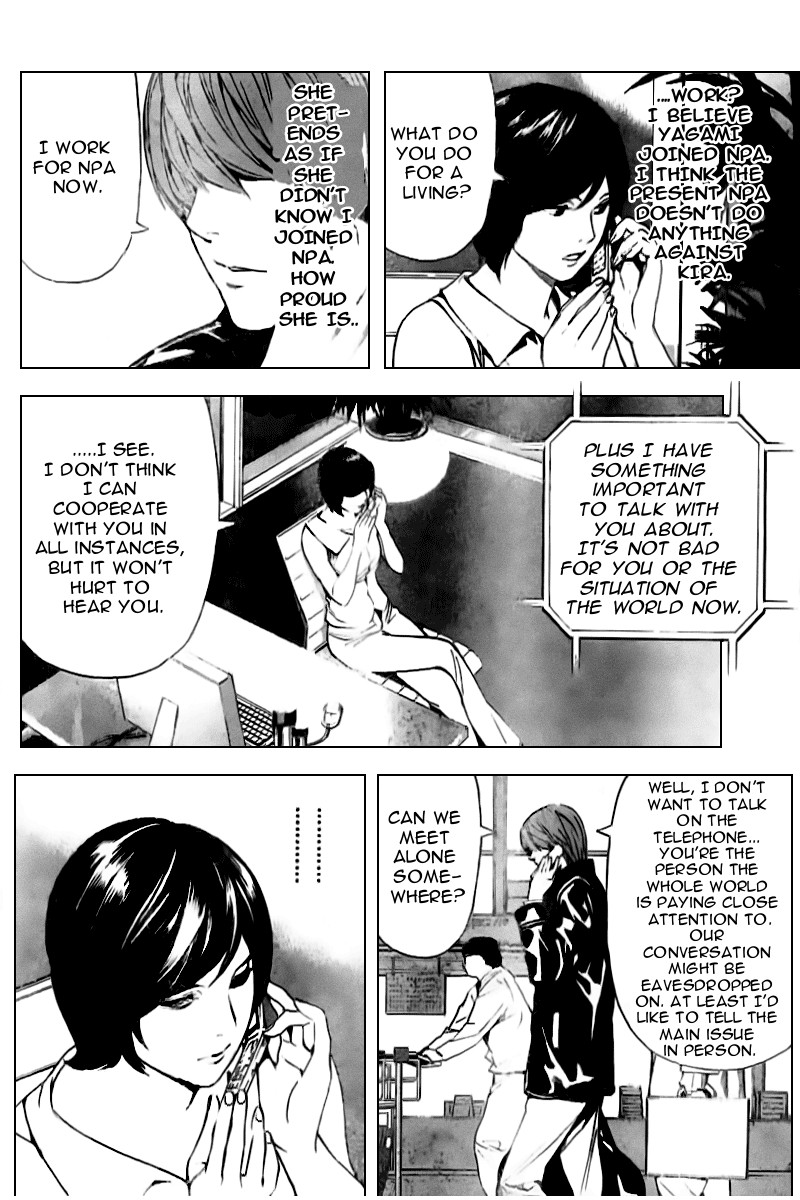 ....WORK?
I BELIEVE
YAGAMI
JOINED NPA.
I THINK THE
PRESENT NPA
DOESN'T DO
ANYTHING
AGAINST
KIRA.
WHAT DO
YOU DO
FOR A
LIVING?
SHE
PRET-
ENDS
AS IF
SHE
DIDN'T
KNOW I
JOINED
NPA.
HOW
PROUD
SHE IS..
I WORK
FOR NPA
NOW.
PLUS I HAVE
SOMETHING
IMPORTANT
TO TALK WITH
YOU ABOUT.
IT'S NOT BAD
FOR YOU OR THE
SITUATION OF
THE WORLD NOW.
.....I SEE.
I DON'T THINK
I CAN
COOPERATE
WITH YOU IN
ALL INSTANCES,
BUT IT WON'T
HURT TO
HEAR YOU.
WELL, I DON'T
WANT TO TALK
ON THE
TELEPHONE...
YOU'RE THE
PERSON THE
WHOLE WORLD
IS PAYING CLOSE
ATTENTION TO.
OUR
CONVERSATION
MIGHT BE
EAVESDROPPED
ON. AT LEAST I'D
LIKE TO TELL THE
MAIN ISSUE
IN PERSON.
CAN WE
MEET
ALONE
SOME-
WHERE?